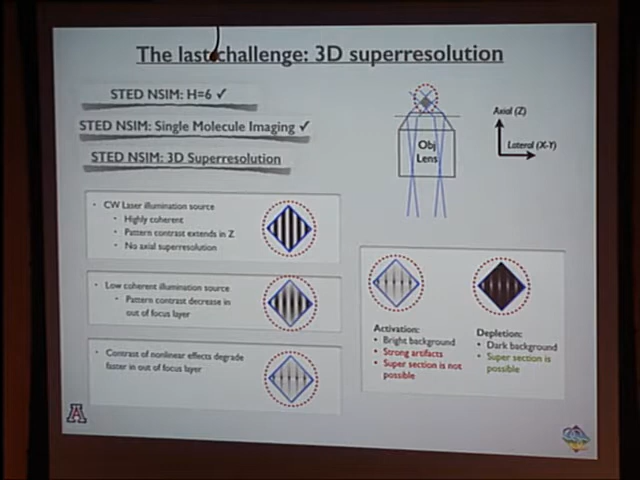 The last challenge: 3D superresolution
STED NSIM: H=6 ✓
STED NSIM: Single Molecule Imaging ✓
STED NSIM: 3D Superresolution
Obj
Lens
Axial (Z)
Lateral (X-Y)
• CW Laser illumination source
• Highly coherent
• Pattern contrast extends in Z
• No axial superresolution
• Low coherent illumination source
• Pattern contrast decrease in
out of focus layer
• Contrast of nonlinear effects degrade
faster in out of focus layer
Activation:
• Bright background
• Strong artifacts
• Super section is not
possible
Depletion:
• Dark background
• Super section is
possible
A